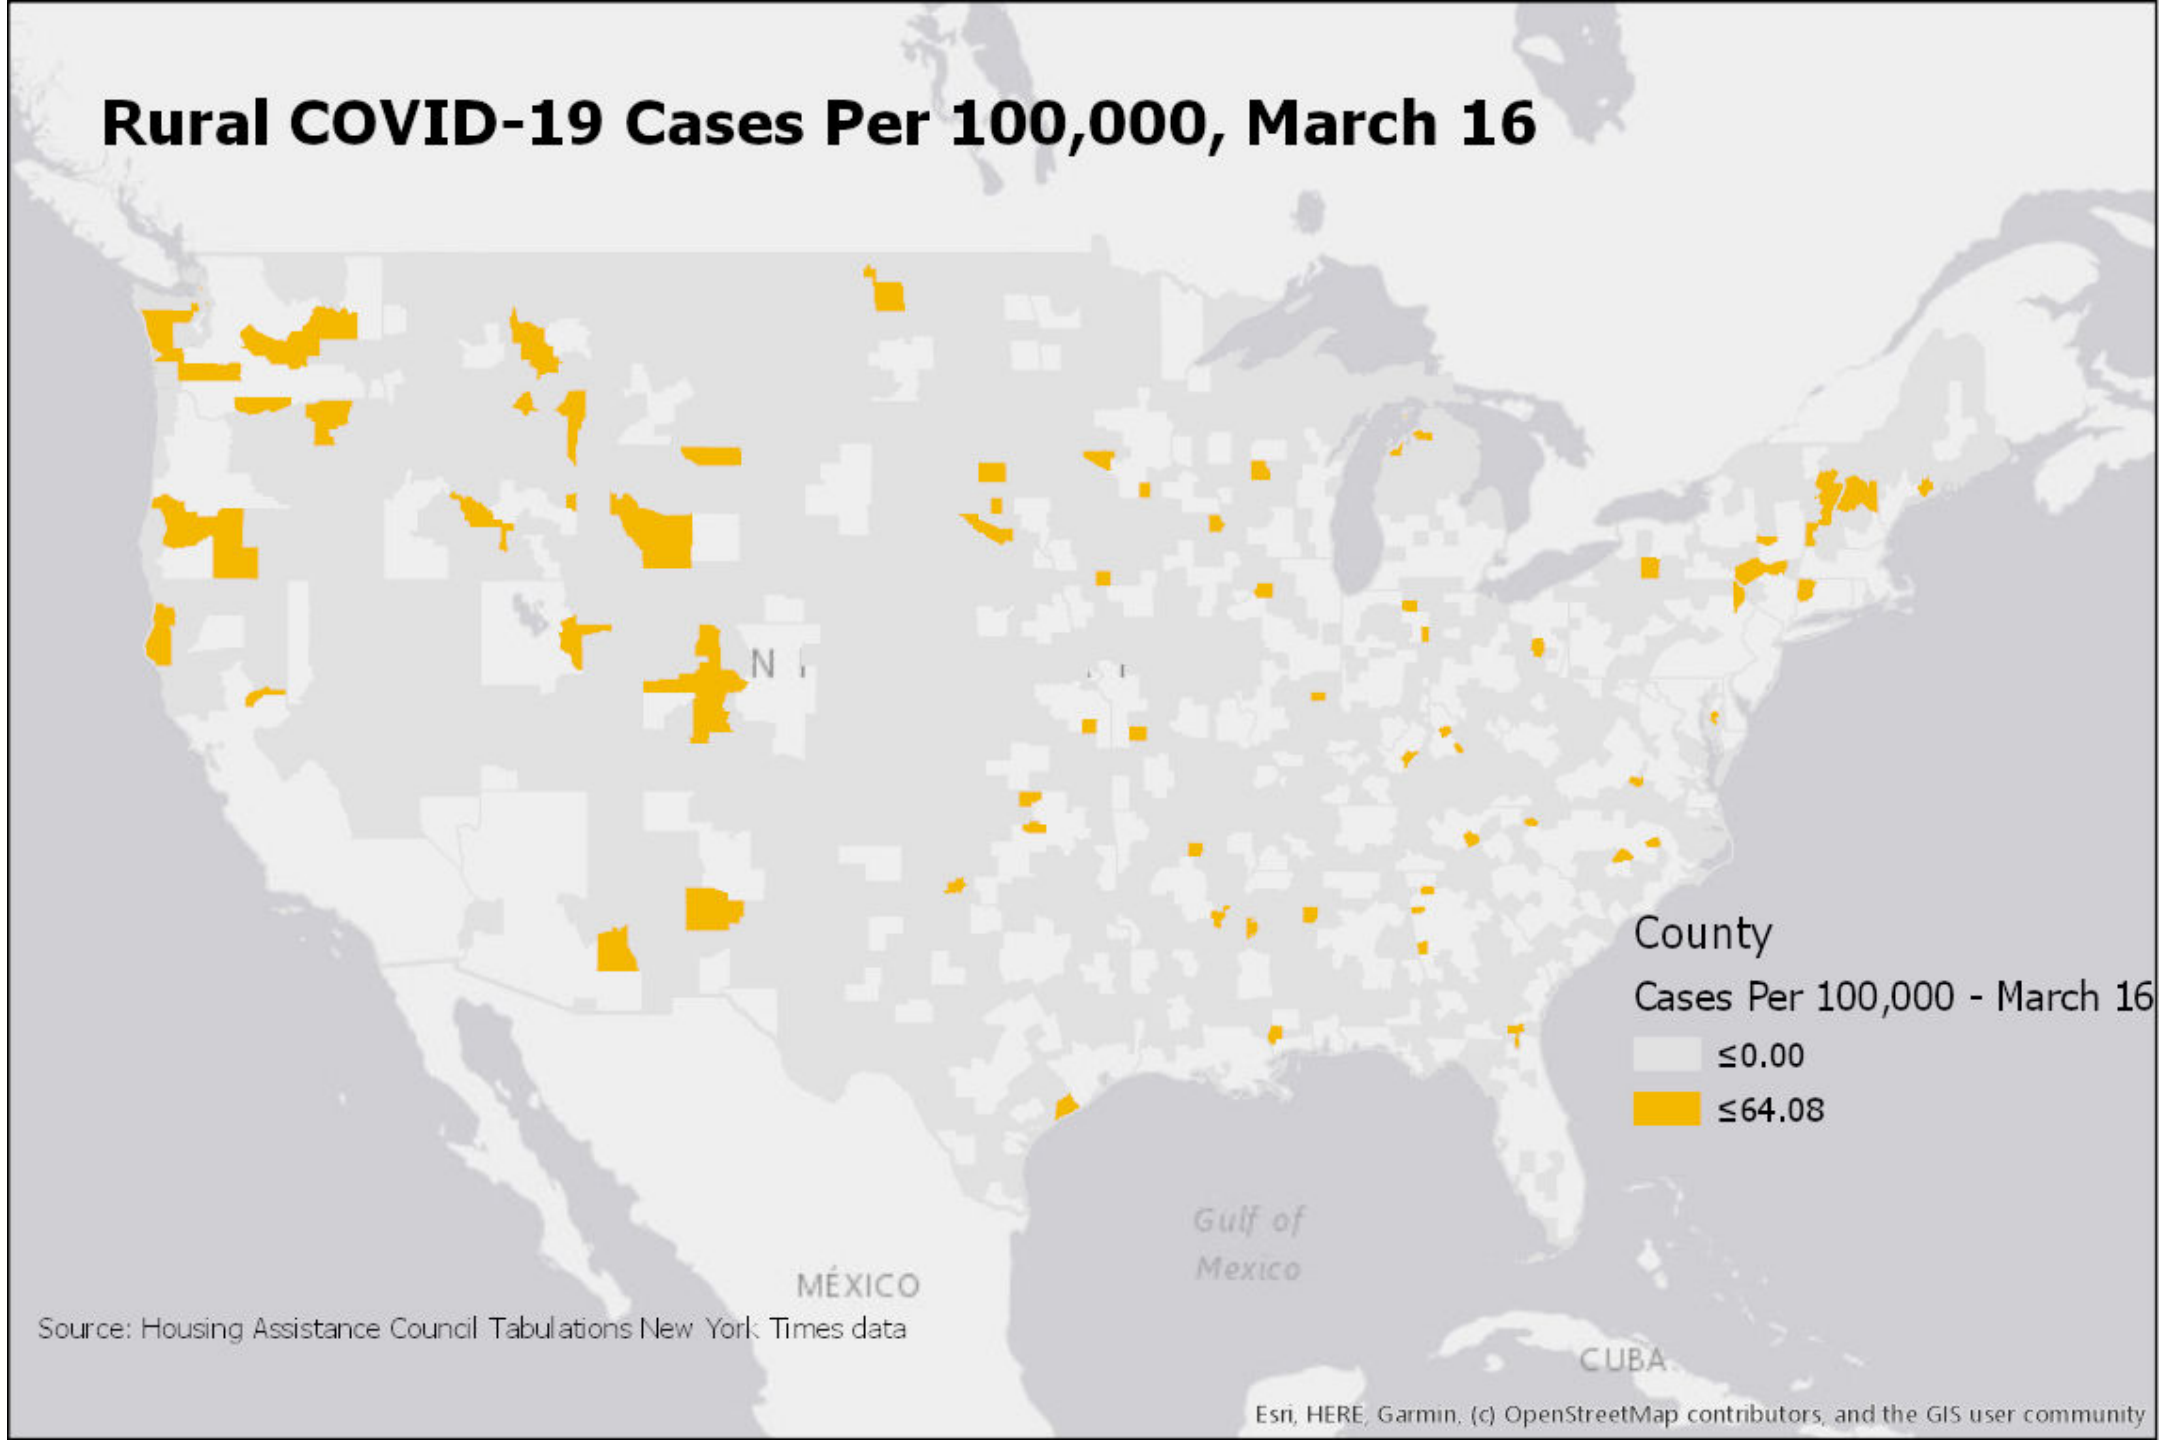 Rural COVID-19 Cases Per 100,000, March 16
N
County
Cases Per 100,000 - March 16
≤0.00
≤64.08
Gulf of
Mexico
MÉXICO
Source: Housing Assistance Council Tabulations New York Times data
CUBA
Esri, HERE, Garmin, (c) OpenStreetMap contributors, and the GIS user community